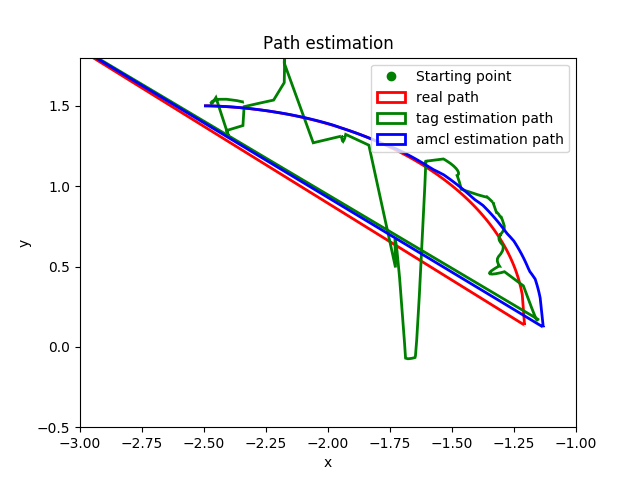 Path estimation
Starting point
real path
tag estimation path
amcl estimation path
y
1.5
1.0
0.5
0.0
−0.5
−3.00 −2.75 −2.50 −2.25 −2.00 −1.75 −1.50 −1.25 −1.00
x